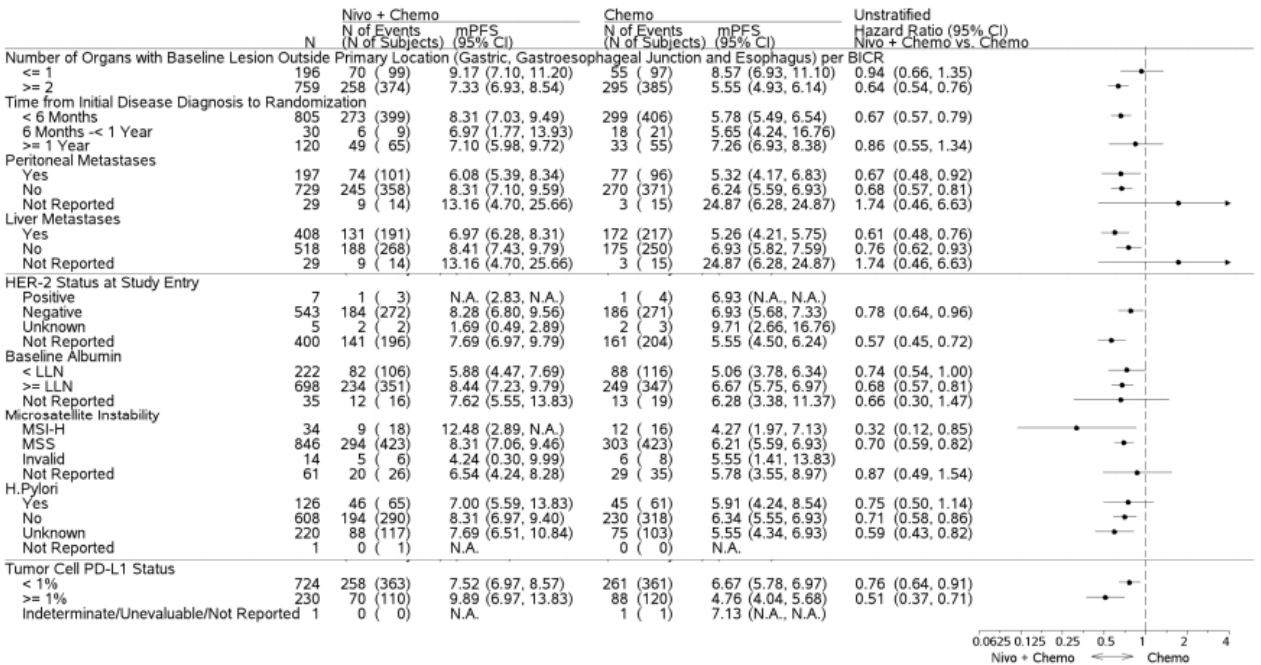 Nivo + Chemo Chemo Unstratified
N of Events mPFS N of Events mPFS Hazard Ratio (95% CI)
N (N of Subjects) (95% CI) (N of Subjects) (95% CI) Nivo + Chemo vs. Chemo
Number of Organs with Baseline Lesion Outside Primary Location (Gastric, Gastroesophageal Junction and Esophagus) per BICR
<= 1 196 70 ( 99) 9.17 (7.10, 11.20) 55 ( 97) 8.57 (6.93, 11.10) 0.94 (0.66, 1.35)
>= 2 759 258 (374) 7.33 (6.93, 8.54) 295 (385) 5.55 (4.93, 6.14) 0.64 (0.54, 0.76)
Time from Initial Disease Diagnosis to Randomization
< 6 Months 805 273 (399) 8.31 (7.03, 9.49) 299 (406) 5.78 (5.49, 6.54) 0.67 (0.57, 0.79)
6 Months -< 1 Year 30 6 ( 9) 6.97 (1.77, 13.93) 18 ( 21) 5.65 (4.24, 16.76)
>= 1 Year 120 49 ( 65) 7.10 (5.98, 9.72) 33 ( 55) 7.26 (6.93, 8.38) 0.86 (0.55, 1.34)
Peritoneal Metastases
Yes 197 74 (101) 6.08 (5.39, 8.34) 77 ( 96) 5.32 (4.17, 6.83) 0.67 (0.48, 0.92)
No 729 245 (358) 8.31 (7.10, 9.59) 270 (371) 6.24 (5.59, 6.93) 0.68 (0.57, 0.81)
Not Reported 29 9 ( 14) 13.16 (4.70, 25.66) 3 ( 15) 24.87 (6.28, 24.87) 1.74 (0.46, 6.63)
Liver Metastases
Yes 408 131 (191) 6.97 (6.28, 8.31) 172 (217) 5.26 (4.21, 5.75) 0.61 (0.48, 0.76)
No 518 188 (268) 8.41 (7.43, 9.79) 175 (250) 6.93 (5.82, 7.59) 0.76 (0.62, 0.93)
Not Reported 29 9 ( 14) 13.16 (4.70, 25.66) 3 ( 15) 24.87 (6.28, 24.87) 1.74 (0.46, 6.63)
HER-2 Status at Study Entry
Positive 7 1 ( 3) N.A. (2.83, N.A.) 1 ( 4) 6.93 (N.A., N.A.)
Negative 543 184 (272) 8.28 (6.80, 9.56) 186 (271) 6.93 (5.68, 7.33) 0.78 (0.64, 0.96)
Unknown 5 2 ( 2) 1.69 (0.49, 2.89) 2 ( 3) 9.71 (2.66, 16.76)
Not Reported 400 141 (196) 7.69 (6.97, 9.79) 161 (204) 5.55 (4.50, 6.24) 0.57 (0.45, 0.72)
Baseline Albumin
< LLN 222 82 (106) 5.88 (4.47, 7.69) 88 (116) 5.06 (3.78, 6.34) 0.74 (0.54, 1.00)
>= LLN 698 234 (351) 8.44 (7.23, 9.79) 249 (347) 6.67 (5.75, 6.97) 0.68 (0.57, 0.81)
Not Reported 35 12 ( 16) 7.62 (5.55, 13.83) 13 ( 19) 6.28 (3.38, 11.37) 0.66 (0.30, 1.47)
Microsatellite Instability
MSI-H 34 9 ( 18) 12.48 (2.89, N.A.) 12 ( 16) 4.27 (1.97, 7.13) 0.32 (0.12, 0.85)
MSS 846 294 (423) 8.31 (7.06, 9.46) 303 (423) 6.21 (5.59, 6.93) 0.70 (0.59, 0.82)
Invalid 14 5 ( 6) 4.24 (0.30, 9.99) 6 ( 8) 5.55 (1.41, 13.83)
Not Reported 61 20 ( 26) 6.54 (4.24, 8.28) 29 ( 35) 5.78 (3.55, 8.97) 0.87 (0.49, 1.54)
H.Pylori
Yes 126 46 ( 65) 7.00 (5.59, 13.83) 45 ( 61) 5.91 (4.24, 8.54) 0.75 (0.50, 1.14)
No 608 194 (290) 8.31 (6.97, 9.40) 230 (318) 6.34 (5.55, 6.93) 0.71 (0.58, 0.86)
Unknown 220 88 (117) 7.69 (6.51, 10.84) 75 (103) 5.55 (4.34, 6.93) 0.59 (0.43, 0.82)
Not Reported 1 0 ( 1) N.A. 0 ( 0) N.A.
Tumor Cell PD-L1 Status
< 1% 724 258 (363) 7.52 (6.97, 8.57) 261 (361) 6.67 (5.78, 6.97) 0.76 (0.64, 0.91)
>= 1% 230 70 (110) 9.89 (6.97, 13.83) 88 (120) 4.76 (4.04, 5.68) 0.51 (0.37, 0.71)
Indeterminate/Unevaluable/Not Reported 1 0 ( 0) N.A. 1 ( 1) 7.13 (N.A., N.A.)
0.0625 0.125 0.25 0.5 1 2 4
Nivo + Chemo Chemo